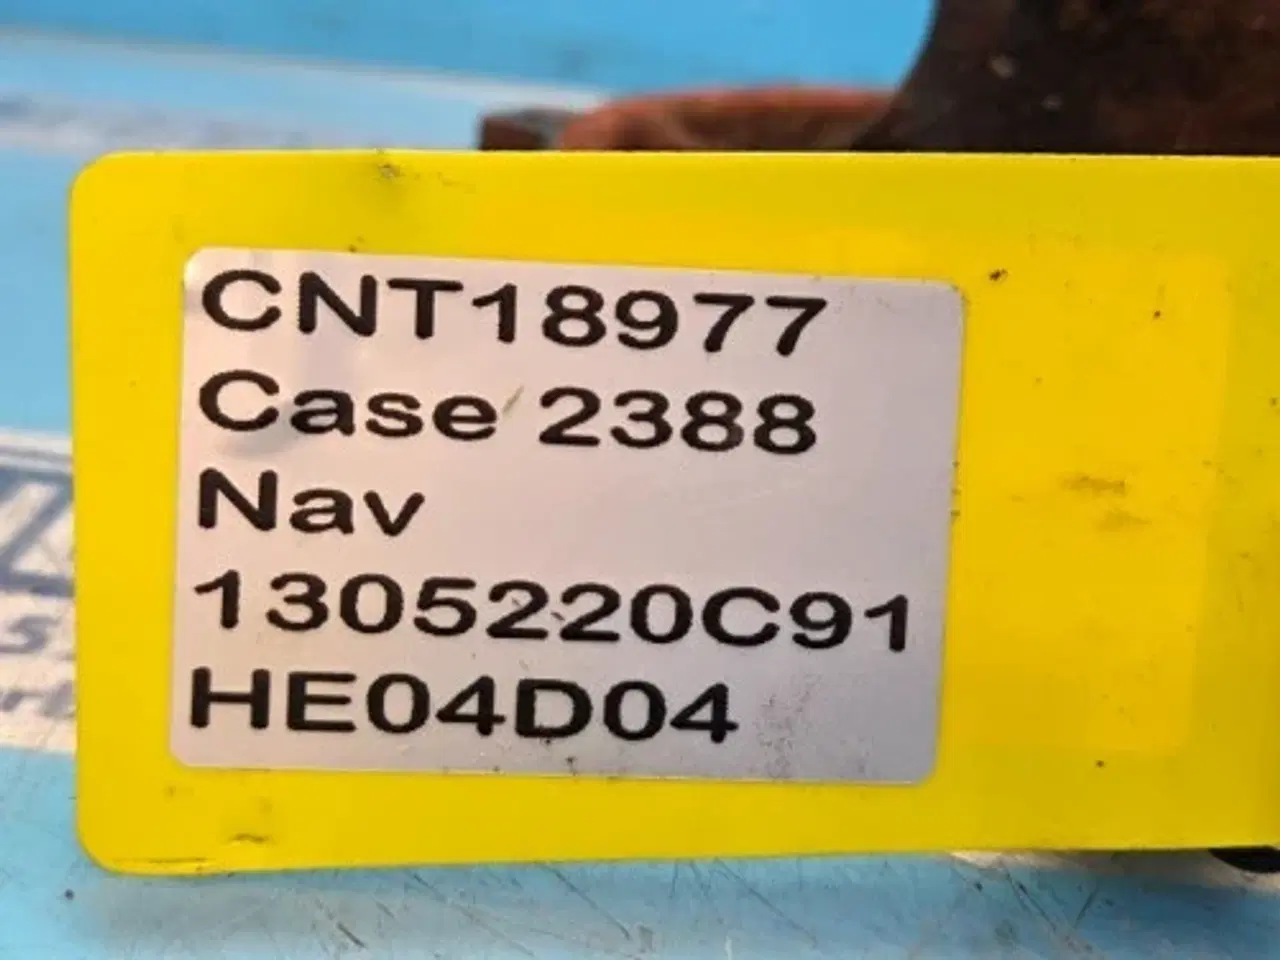 CNT18977
Case 2388
Nav
1305220C91
HE04D04